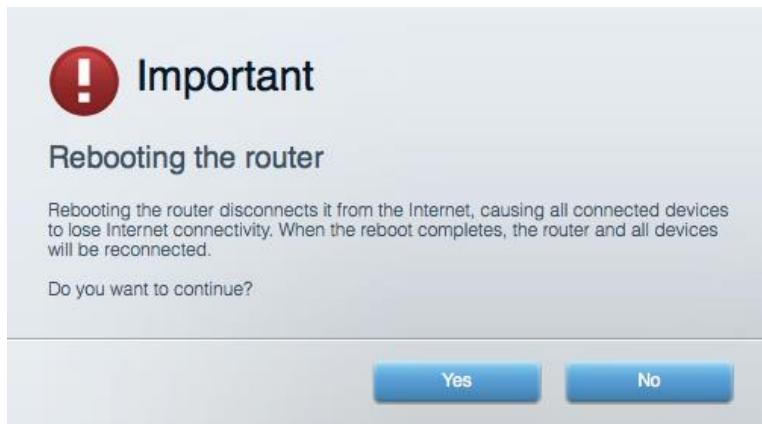 Important
Rebooting the router
Rebooting the router disconnects it from the Internet, causing all connected devices
to lose Internet connectivity. When the reboot completes, the router and all devices
will be reconnected.
Do you want to continue?
Yes No